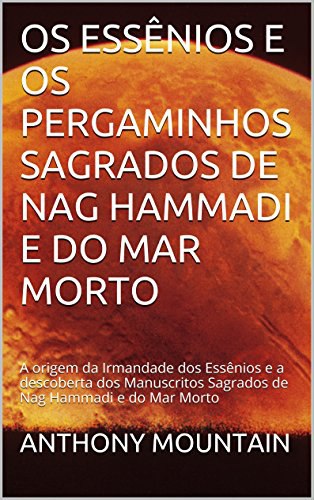 OS ESSÊNIOS E
OS
PERGAMINHOS
SAGRADOS DE
NAG HAMMADI
E DO MAR
MORTO
A origem da Irmandade dos Essênios e a
descoberta dos Manuscritos Sagrados de
Nag Hammadi e do Mar Morto
ANTHONY MOUNTAIN